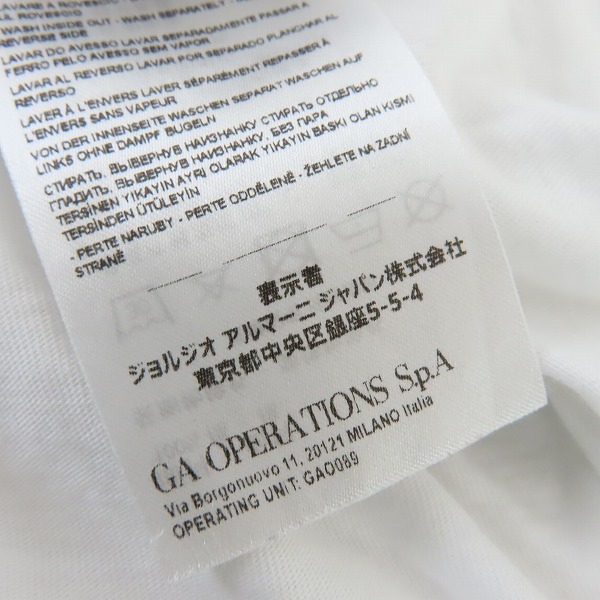 LAVARE A ROVESCIO
WASH INSIDE OUT - WASH SEPARATELY -
REVERSE SIDE
LAVAR DO AVESSO LAVAR SEPARADAMENTE PASSAR A
FERRO PELO AVESSO SEM VAPOR
LAVAR AL REVERSO LAVAR POR SEPARADO PLANCHAR AL
REVERSO
LAVER À L'ENVERS LAVER SÉPARÉMENT REPASSER À
L'ENVERS SANS VAPEUR
VON DER INNENSEITE WASCHEN SEPARAT WASCHEN AUF
LINKS OHNE DAMPF BUGELN
СТИРАТЬ, ВЫВЕРНУВ НАИЗНАНКУ СТИРАТЬ ОТДЕЛЬНО
ГЛАДИТЬ, ВЫВЕРНУВ НАИЗНАНКУ, БЕЗ ПАРА
TERSİNEN YIKAYIN AYRI OLARAK YIKAYIN BASKI OLAN KISMI
TERSİNDEN ÜTÜLEYİN
- PERTE NARUBY - PERTE ODDĚLENĚ - ŽEHLETE NA ZADNÍ
STRANĚ
表示者
ジョルジオ アルマーニ ジャパン株式会社
東京都中央区銀座5-5-4
GA OPERATIONS S.p.A
Via Borgonuovo 11, 20121 MILANO Italia
OPERATING UNIT: GAO089